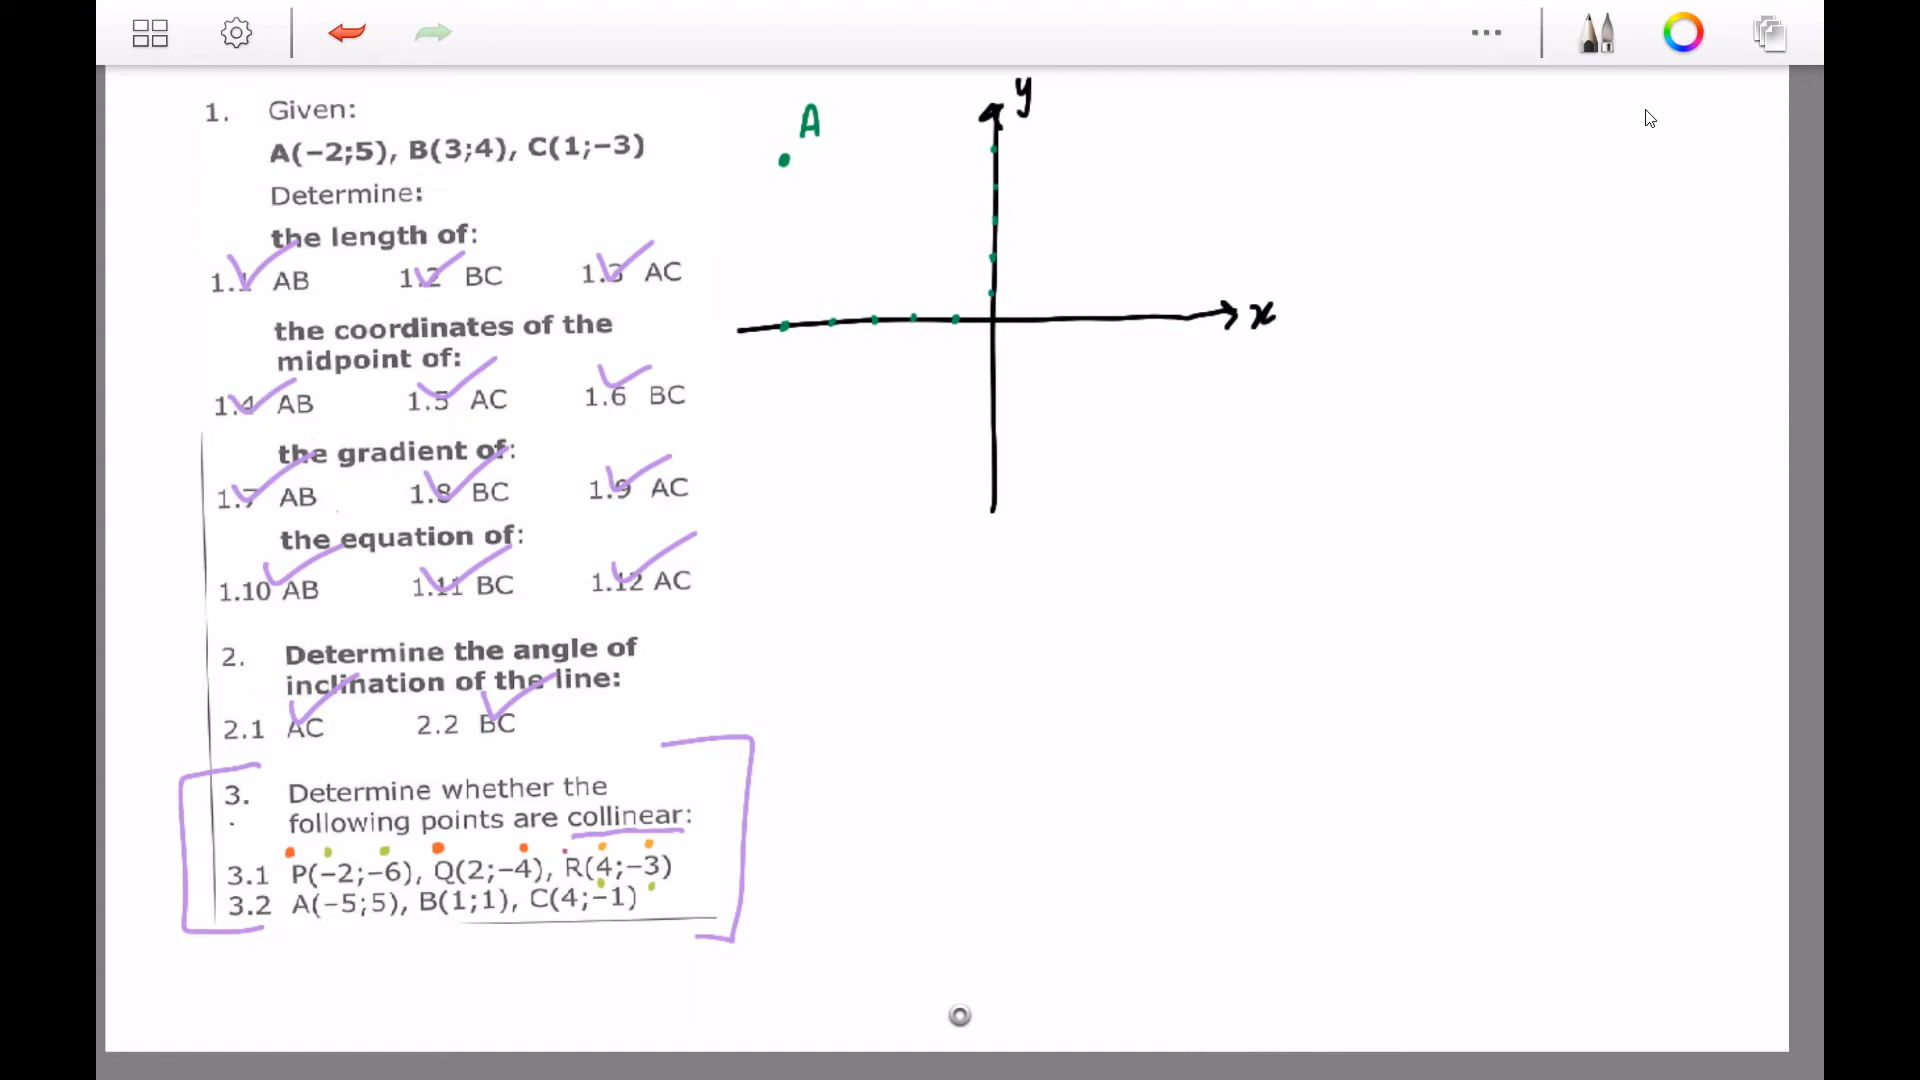 1. Given:
A(−2;5), B(3;4), C(1;−3)
Determine:
the length of:
1.1 AB 1.2 BC 1.3 AC
the coordinates of the
midpoint of:
1.4 AB 1.5 AC 1.6 BC
the gradient of:
1.7 AB 1.8 BC 1.9 AC
the equation of:
1.10 AB 1.11 BC 1.12 AC
2. Determine the angle of
inclination of the line:
2.1 AC 2.2 BC
3. Determine whether the
following points are collinear:
3.1 P(−2;−6), Q(2;−4), R(4;−3)
3.2 A(−5;5), B(1;1), C(4;−1)
A
y
x